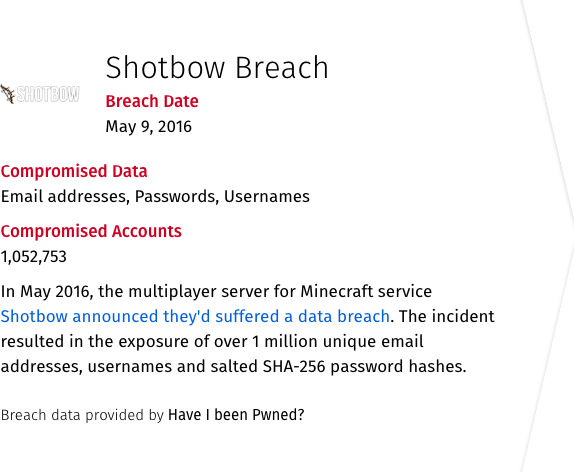 Shotbow Breach
SHOTBOW
Breach Date
May 9, 2016
Compromised Data
Email addresses, Passwords, Usernames
Compromised Accounts
1,052,753
In May 2016, the multiplayer server for Minecraft service
Shotbow announced they'd suffered a data breach. The incident
resulted in the exposure of over 1 million unique email
addresses, usernames and salted SHA-256 password hashes.
Breach data provided by Have I been Pwned?